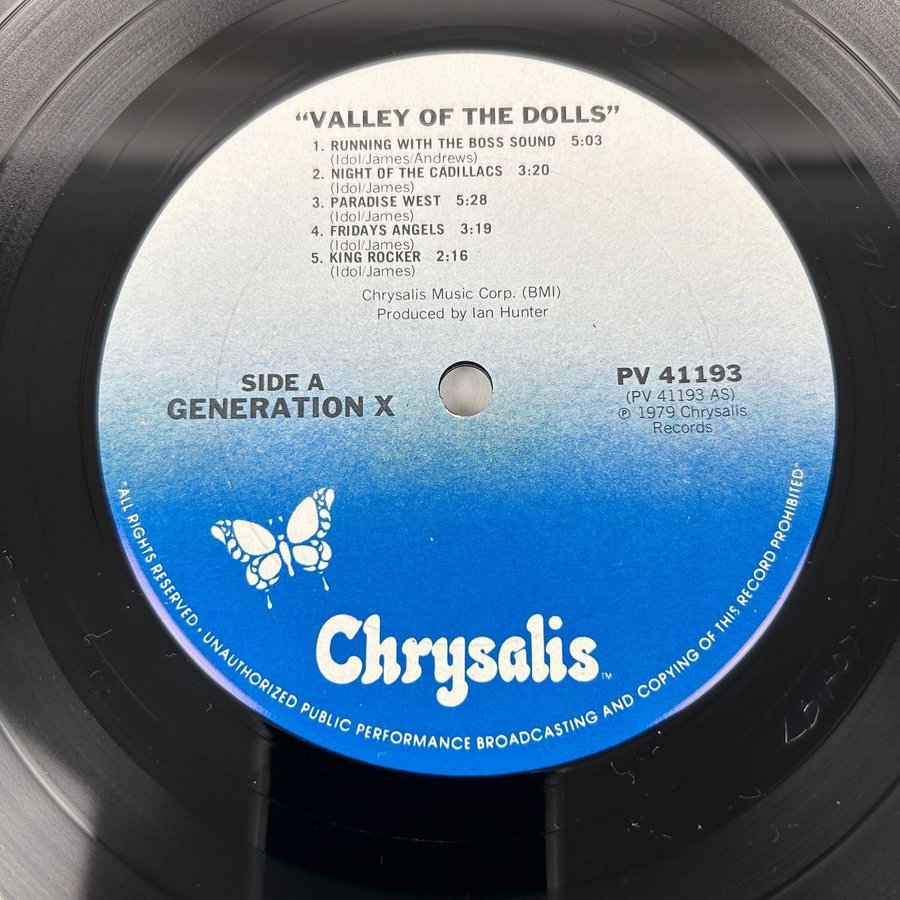 “VALLEY OF THE DOLLS”
1. RUNNING WITH THE BOSS SOUND 5:03
(Idol/James/Andrews)
2. NIGHT OF THE CADILLACS 3:20
(Idol/James)
3. PARADISE WEST 5:28
(Idol/James)
4. FRIDAYS ANGELS 3:19
(Idol/James)
5. KING ROCKER 2:16
(Idol/James)
Chrysalis Music Corp. (BMI)
Produced by Ian Hunter
SIDE A
GENERATION X
PV 41193
(PV 41193 AS)
℗ 1979 Chrysalis
Records
Chrysalis™
"ALL RIGHTS RESERVED • UNAUTHORIZED PUBLIC PERFORMANCE BROADCASTING AND COPYING OF THIS RECORD PROHIBITED"